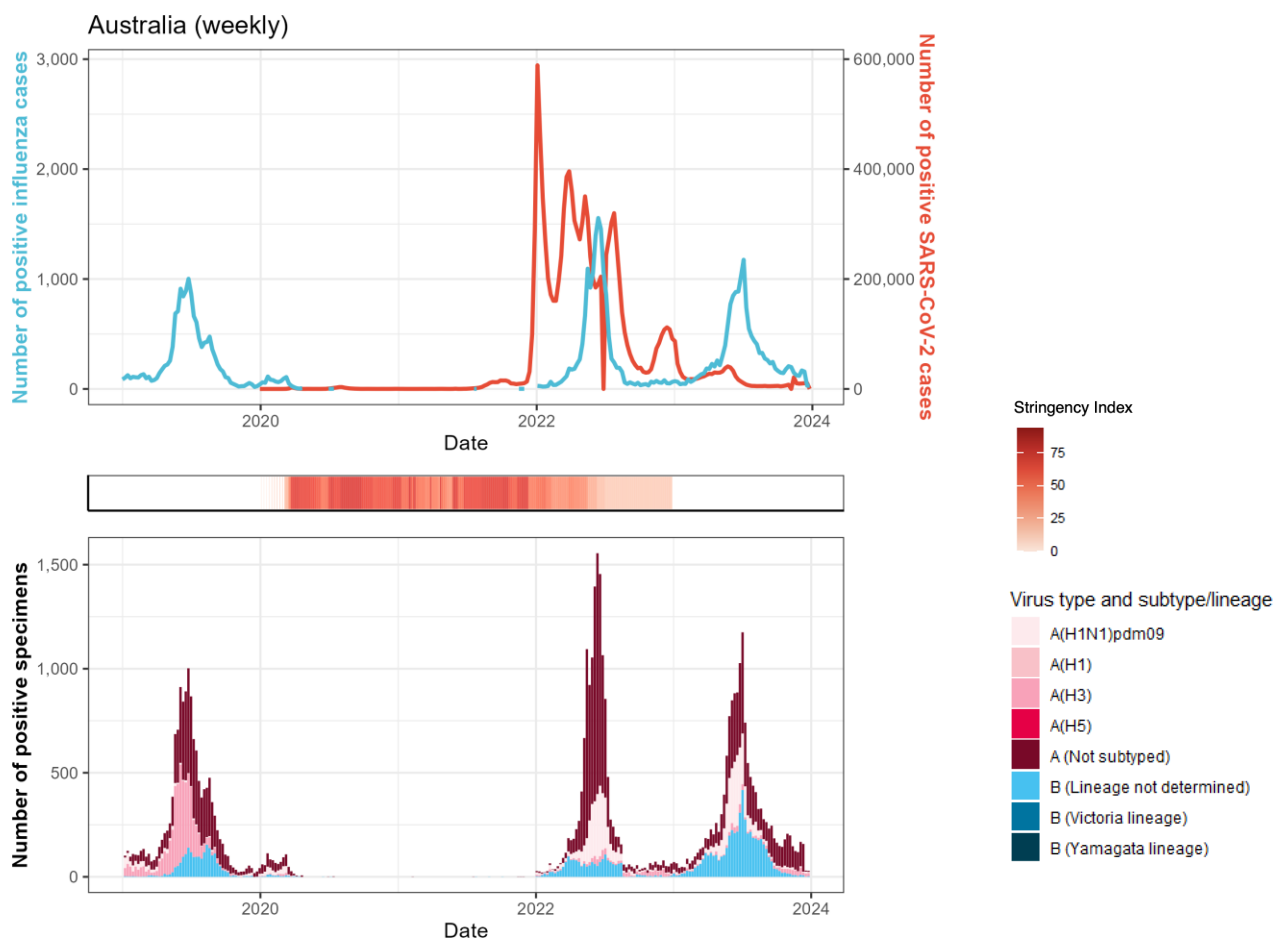 Australia (weekly)
Number of positive influenza cases
3,000
2,000
1,000
0
600,000
400,000
200,000
0
Number of positive SARS-CoV-2 cases
2020
2022
2024
Date
Stringency Index
75
50
25
0
Number of positive specimens
1,500
1,000
500
0
2020
2022
2024
Date
Virus type and subtype/lineage
A(H1N1)pdm09
A(H1)
A(H3)
A(H5)
A (Not subtyped)
B (Lineage not determined)
B (Victoria lineage)
B (Yamagata lineage)